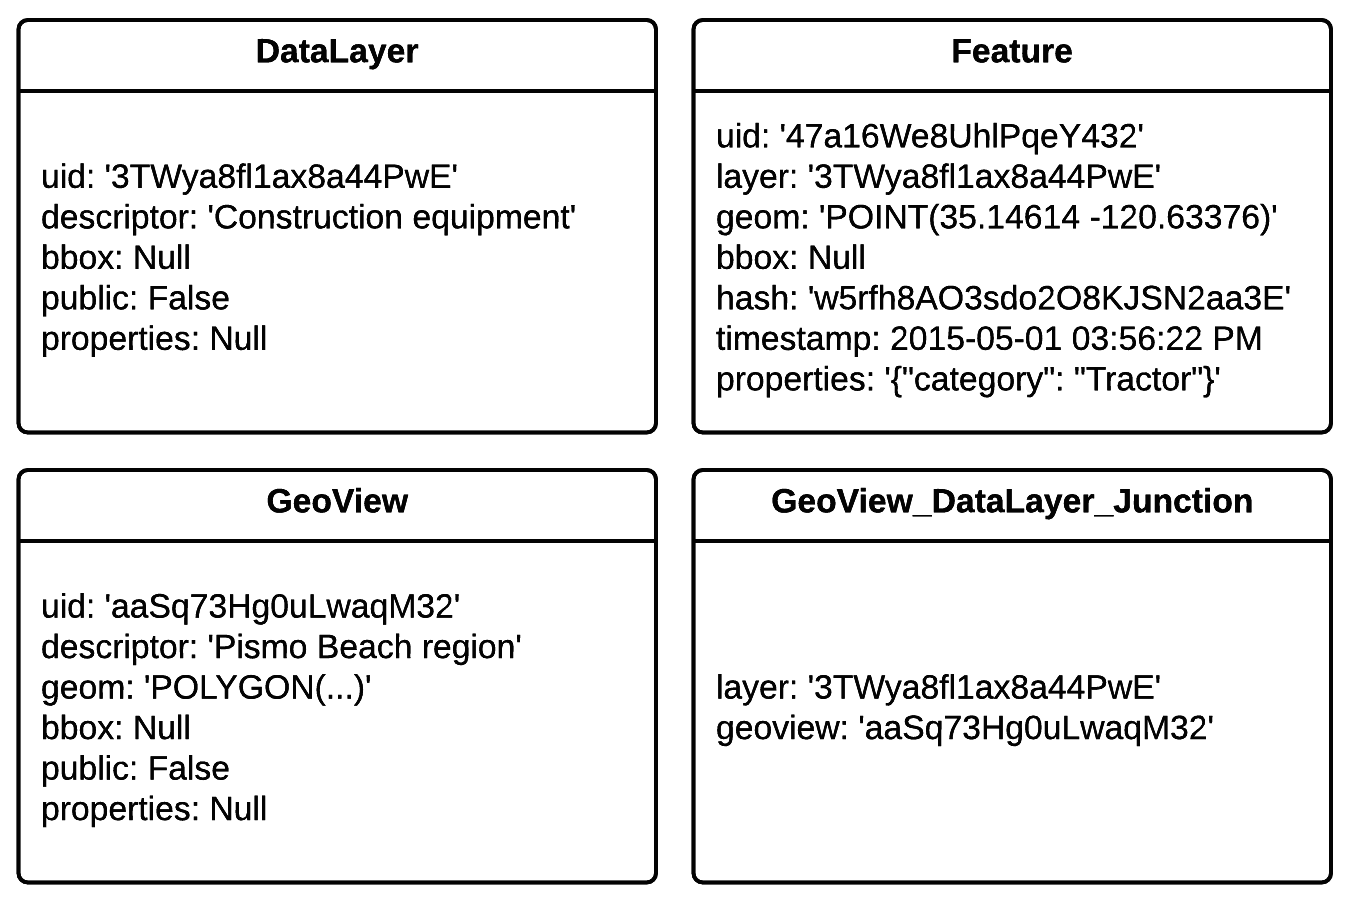 DataLayer
uid: '3TWya8fl1ax8a44PwE'
descriptor: 'Construction equipment'
bbox: Null
public: False
properties: Null
Feature
uid: '47a16We8UhlPqeY432'
layer: '3TWya8fl1ax8a44PwE'
geom: 'POINT(35.14614 -120.63376)'
bbox: Null
hash: 'w5rfh8AO3sdo2O8KJSN2aa3E'
timestamp: 2015-05-01 03:56:22 PM
properties: '{"category": "Tractor"}'
GeoView
uid: 'aaSq73Hg0uLwaqM32'
descriptor: 'Pismo Beach region'
geom: 'POLYGON(...)'
bbox: Null
public: False
properties: Null
GeoView_DataLayer_Junction
layer: '3TWya8fl1ax8a44PwE'
geoview: 'aaSq73Hg0uLwaqM32'